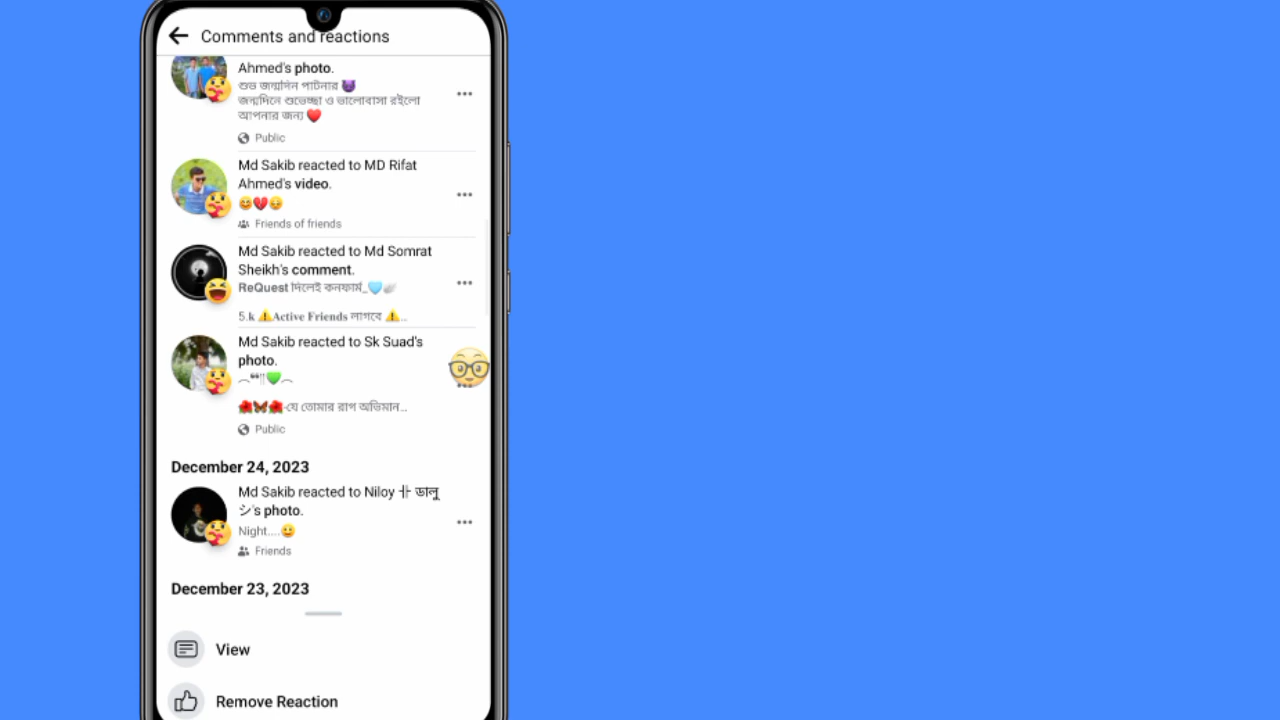 Comments and reactions
Ahmed's photo.
শুভ জন্মদিন পাটনার 😈
জন্মদিনে শুভেচ্ছা ও ভালোবাসা রইলো
আপনার জন্য ♥️
Public
Md Sakib reacted to MD Rifat
Ahmed's video.
😊💔😔
Friends of friends
Md Sakib reacted to Md Somrat
Sheikh's comment.
ReQuest দিলেই কনফার্ম_🩵🪽
5.k ⚠️Active Friends লাগবে ⚠️..
Md Sakib reacted to Sk Suad's
photo.
🌺🦋🌺-যে তোমার রাগ অভিমান..
Public
December 24, 2023
Md Sakib reacted to Niloy ⺦ ডালু
シ's photo.
Night....🙂
Friends
December 23, 2023
View
Remove Reaction